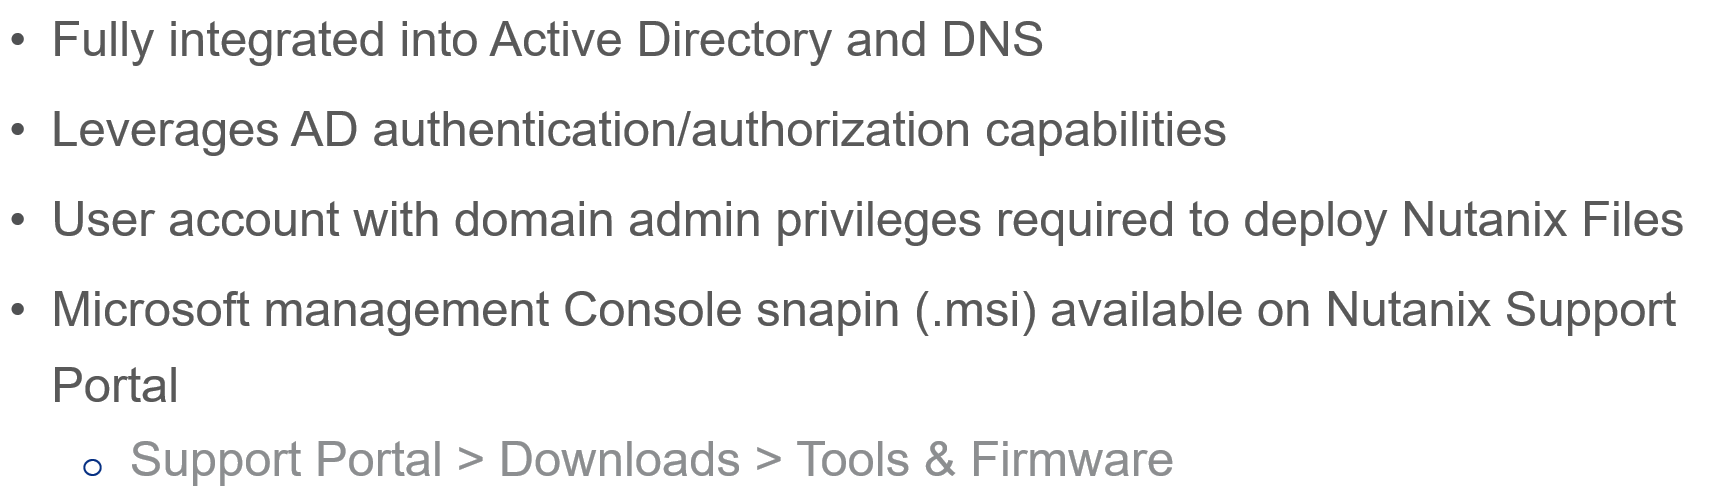 • Fully integrated into Active Directory and DNS
• Leverages AD authentication/authorization capabilities
• User account with domain admin privileges required to deploy Nutanix Files
• Microsoft management Console snapin (.msi) available on Nutanix Support
Portal
o Support Portal > Downloads > Tools & Firmware